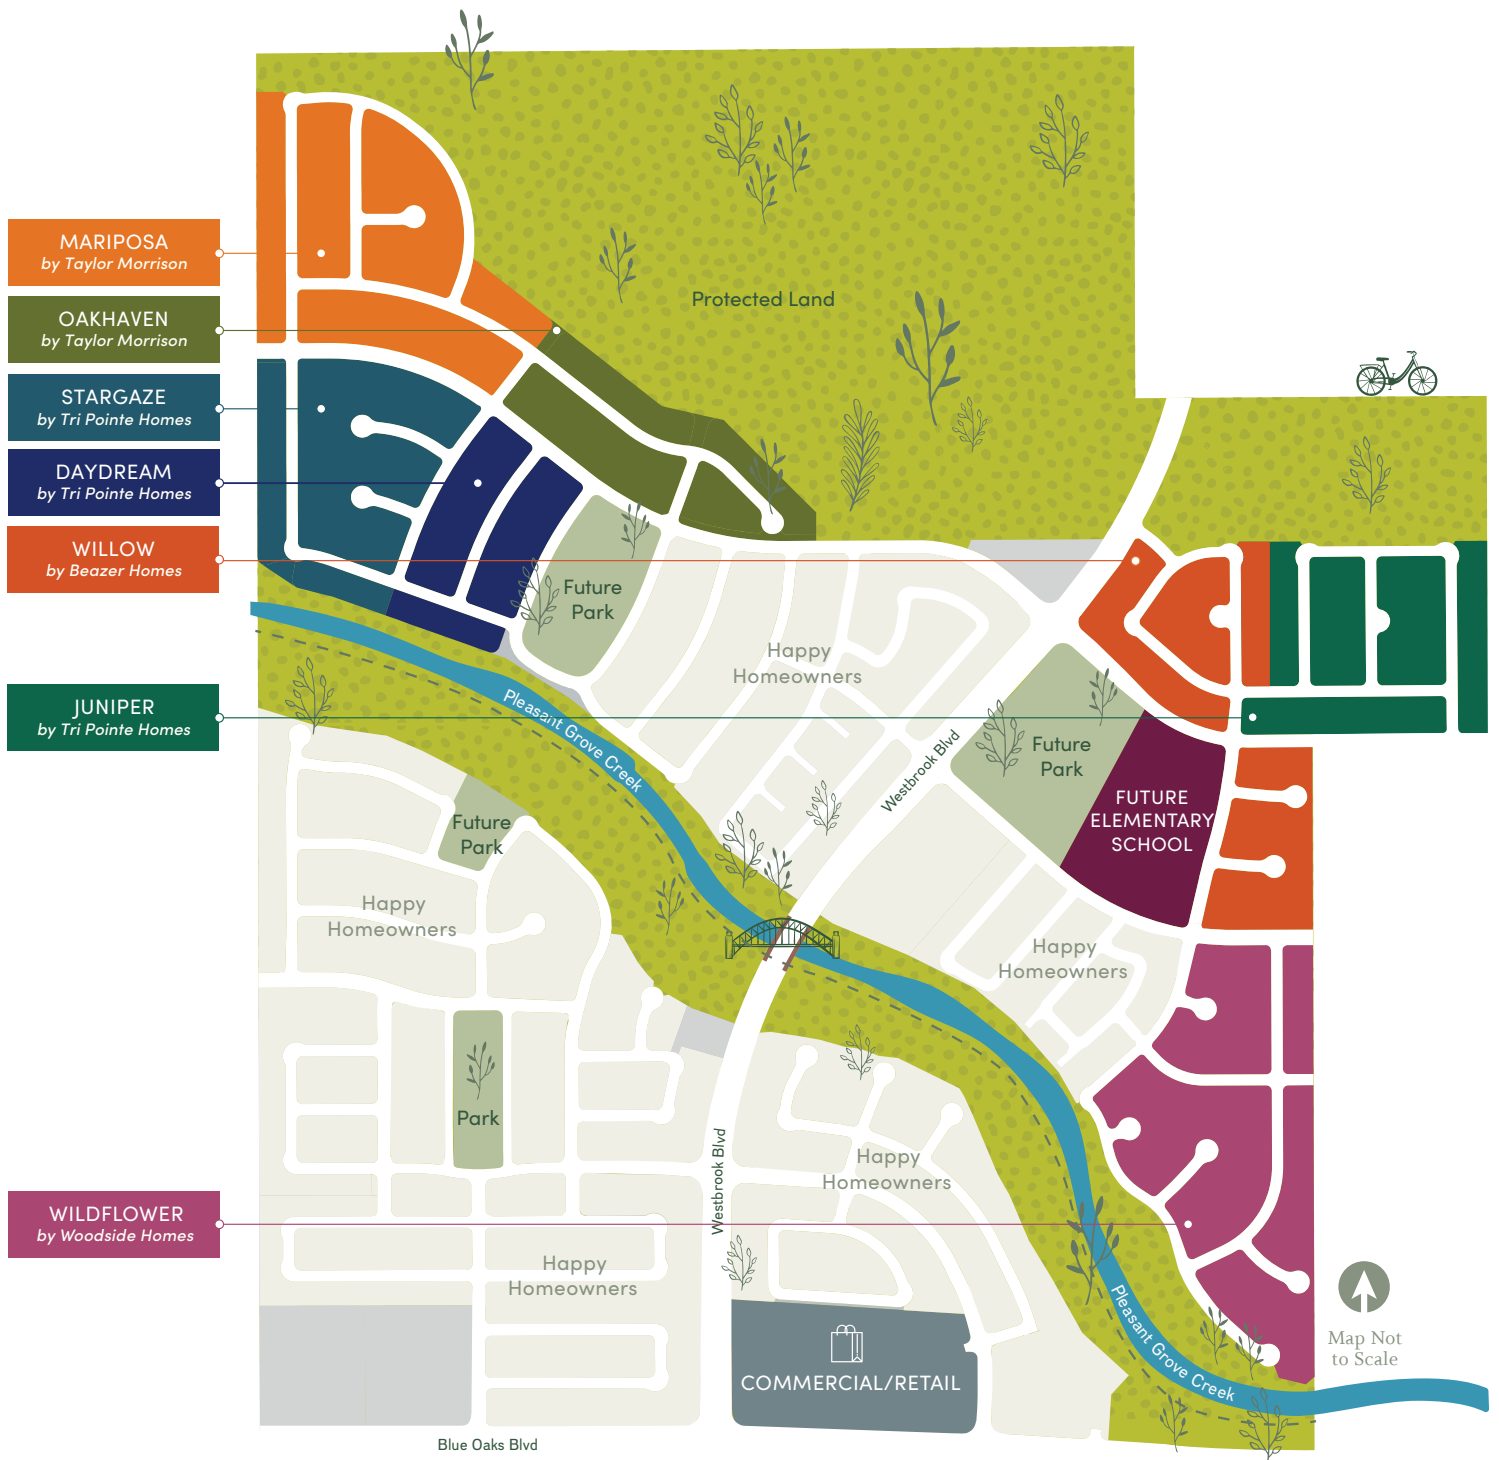 MARIPOSA
by Taylor Morrison
OAKHAVEN
by Taylor Morrison
STARGAZE
by Tri Pointe Homes
DAYDREAM
by Tri Pointe Homes
WILLOW
by Beazer Homes
JUNIPER
by Tri Pointe Homes
WILDFLOWER
by Woodside Homes
Protected Land
Future
Park
Happy
Homeowners
Pleasant Grove Creek
Westbrook Blvd
Future
Park
FUTURE
ELEMENTARY
SCHOOL
Future
Park
Happy
Homeowners
Happy
Homeowners
Park
Westbrook Blvd
Happy
Homeowners
Happy
Homeowners
Pleasant Grove Creek
COMMERCIAL/RETAIL
Map Not
to Scale
Blue Oaks Blvd